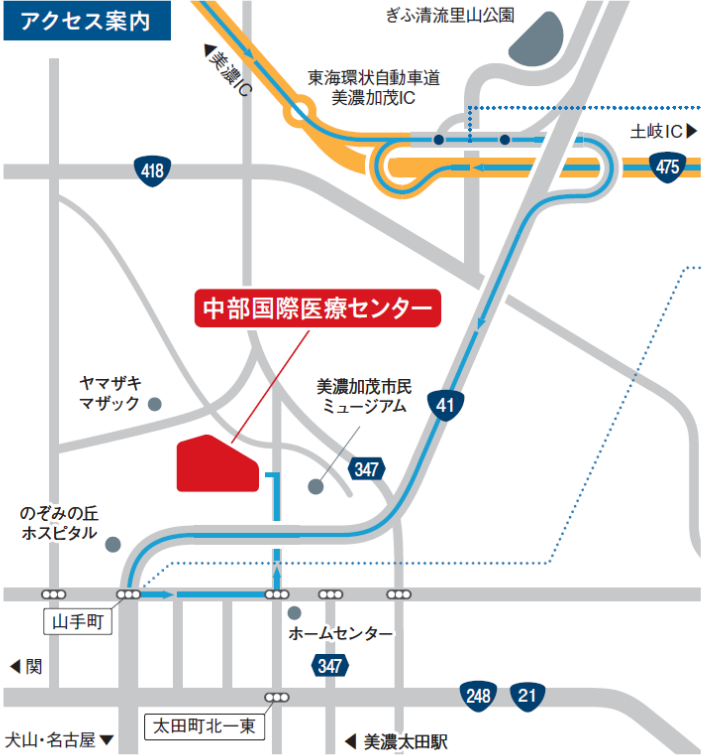 アクセス案内
ぎふ清流里山公園
◀美濃IC
東海環状自動車道
美濃加茂IC
土岐IC▶
418
475
中部国際医療センター
ヤマザキ
マザック
美濃加茂市民
ミュージアム
41
347
のぞみの丘
ホスピタル
山手町
ホームセンター
◀関
347
248
21
太田町北一東
犬山・名古屋▼
◀ 美濃太田駅